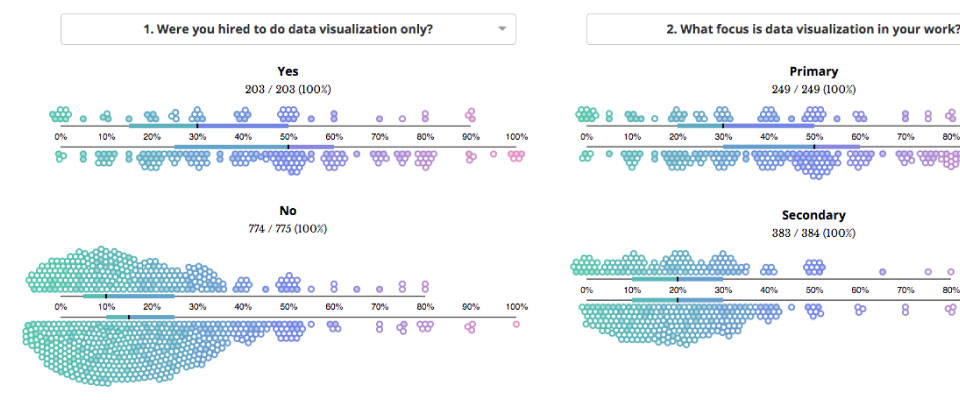 1. Were you hired to do data visualization only?
Yes
203 / 203 (100%)
0% 10% 20% 30% 40% 50% 60% 70% 80% 90% 100%
No
774 / 775 (100%)
0% 10% 20% 30% 40% 50% 60% 70% 80% 90% 100%
2. What focus is data visualization in your work?
Primary
249 / 249 (100%)
0% 10% 20% 30% 40% 50% 60% 70% 80%
Secondary
383 / 384 (100%)
0% 10% 20% 30% 40% 50% 60% 70% 80%